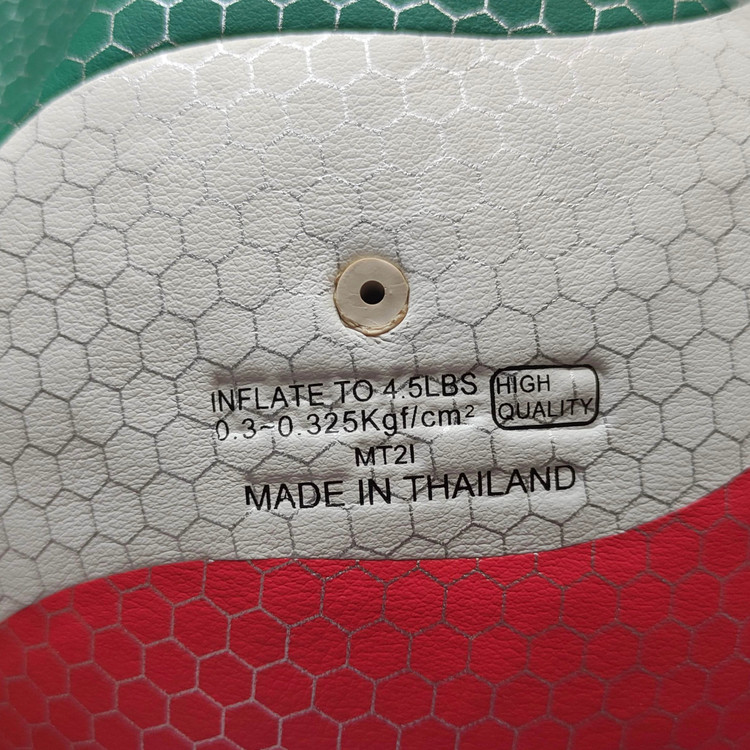 INFLATE TO 4.5LBS
0.3~0.325Kgf/cm²
HIGH
QUALITY
MT2I
MADE IN THAILAND